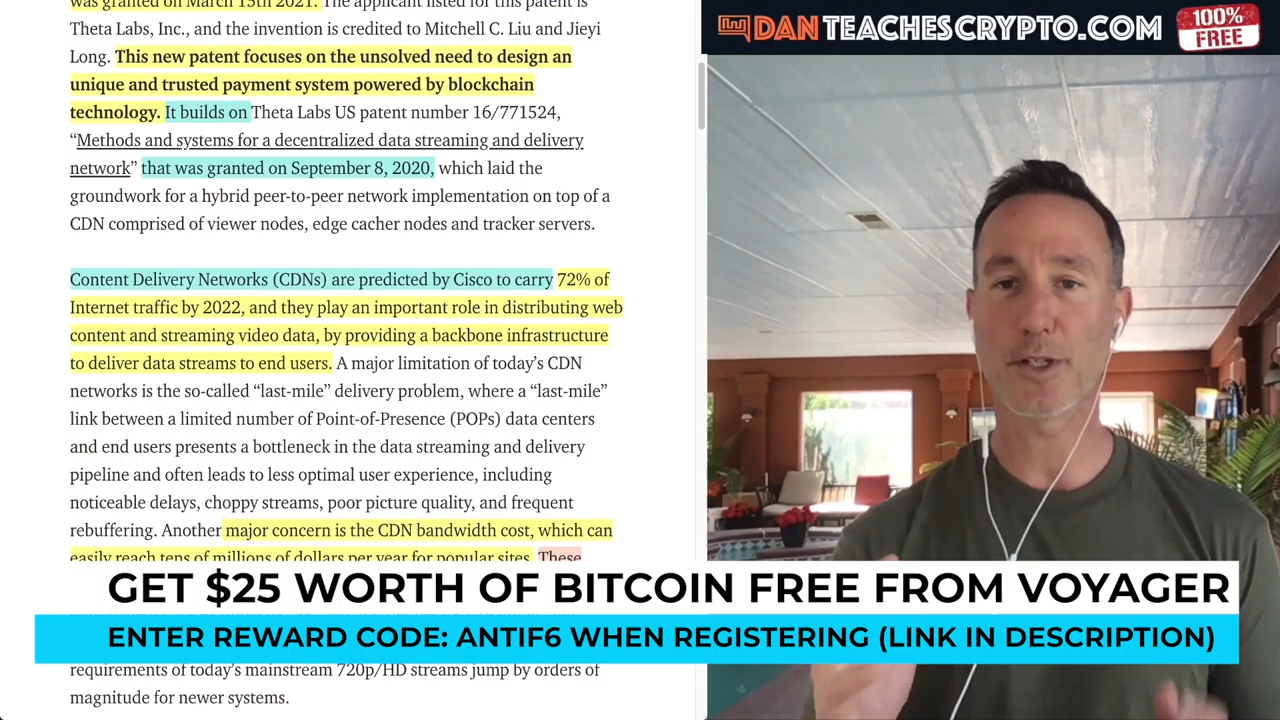 was granted on March 15th 2021. The applicant listed for this patent is
Theta Labs, Inc., and the invention is credited to Mitchell C. Liu and Jieyi
Long. This new patent focuses on the unsolved need to design an
unique and trusted payment system powered by blockchain
technology. It builds on Theta Labs US patent number 16/771524,
“Methods and systems for a decentralized data streaming and delivery
network” that was granted on September 8, 2020, which laid the
groundwork for a hybrid peer-to-peer network implementation on top of a
CDN comprised of viewer nodes, edge cacher nodes and tracker servers.
Content Delivery Networks (CDNs) are predicted by Cisco to carry 72% of
Internet traffic by 2022, and they play an important role in distributing web
content and streaming video data, by providing a backbone infrastructure
to deliver data streams to end users. A major limitation of today’s CDN
networks is the so-called “last-mile” delivery problem, where a “last-mile”
link between a limited number of Point-of-Presence (POPs) data centers
and end users presents a bottleneck in the data streaming and delivery
pipeline and often leads to less optimal user experience, including
noticeable delays, choppy streams, poor picture quality, and frequent
rebuffering. Another major concern is the CDN bandwidth cost, which can
easily reach tens of millions of dollars per year for popular sites. These
requirements of today’s mainstream 720p/HD streams jump by orders of
magnitude for newer systems.
DANTEACHESCRYPTO.COM
100%
FREE
GET $25 WORTH OF BITCOIN FREE FROM VOYAGER
ENTER REWARD CODE: ANTIF6 WHEN REGISTERING (LINK IN DESCRIPTION)